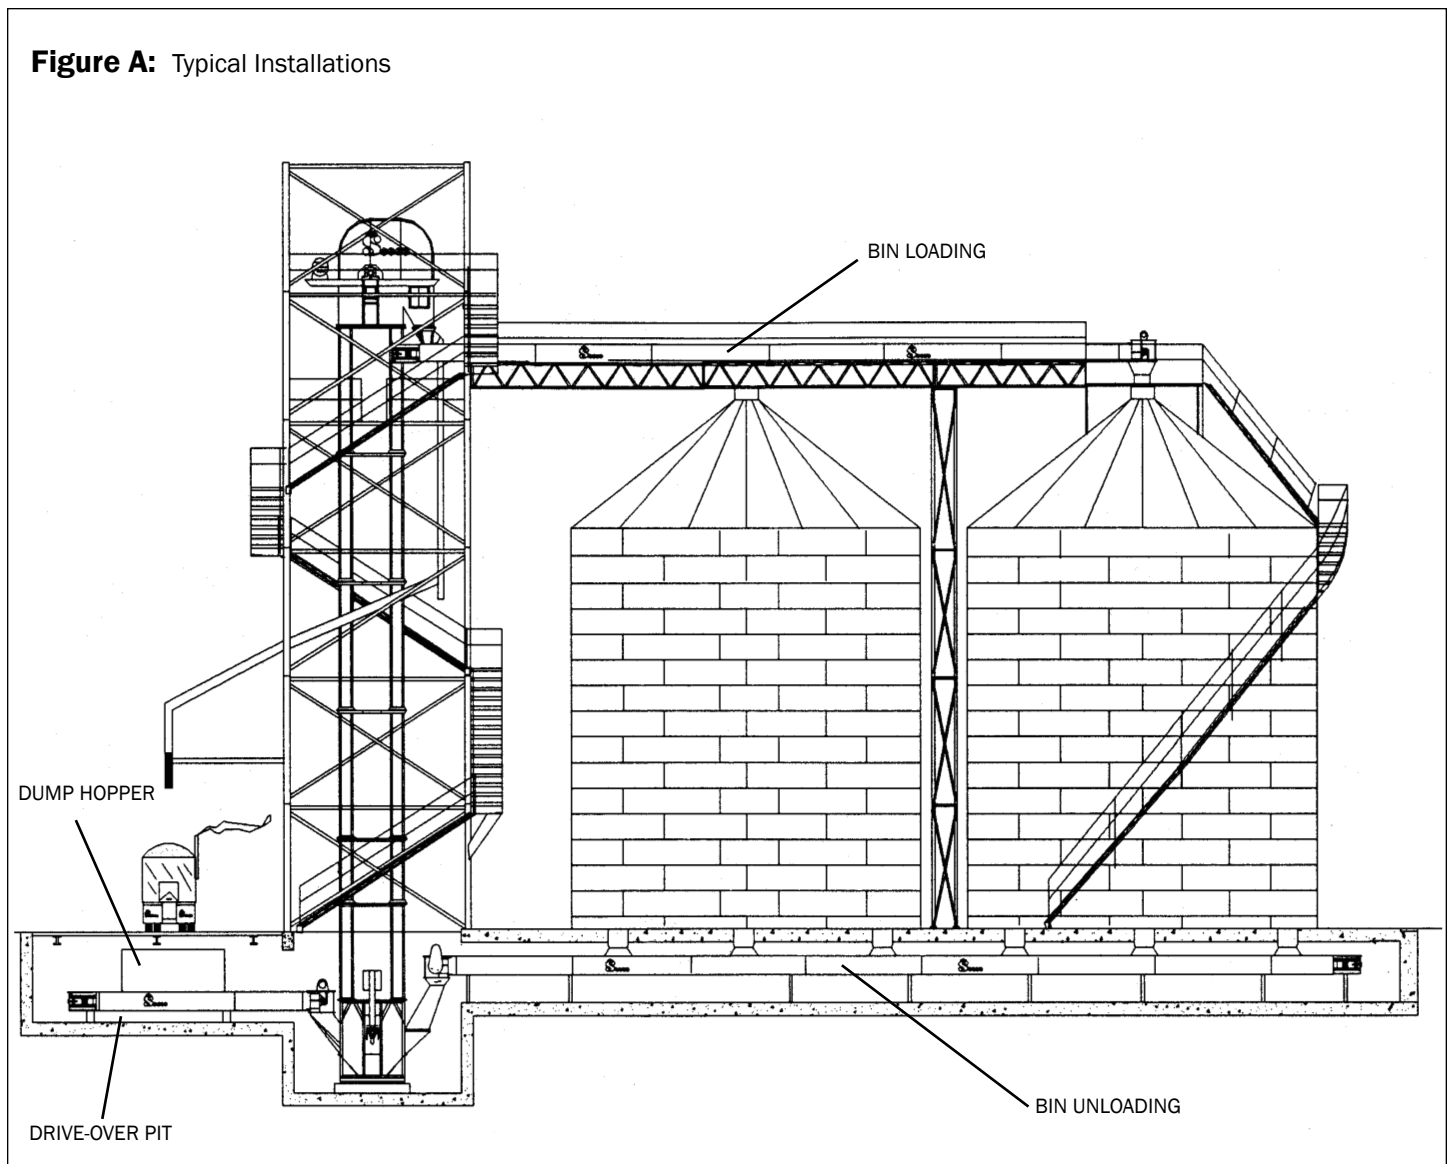 Figure A: Typical Installations
BIN LOADING
DUMP HOPPER
BIN UNLOADING
DRIVE-OVER PIT